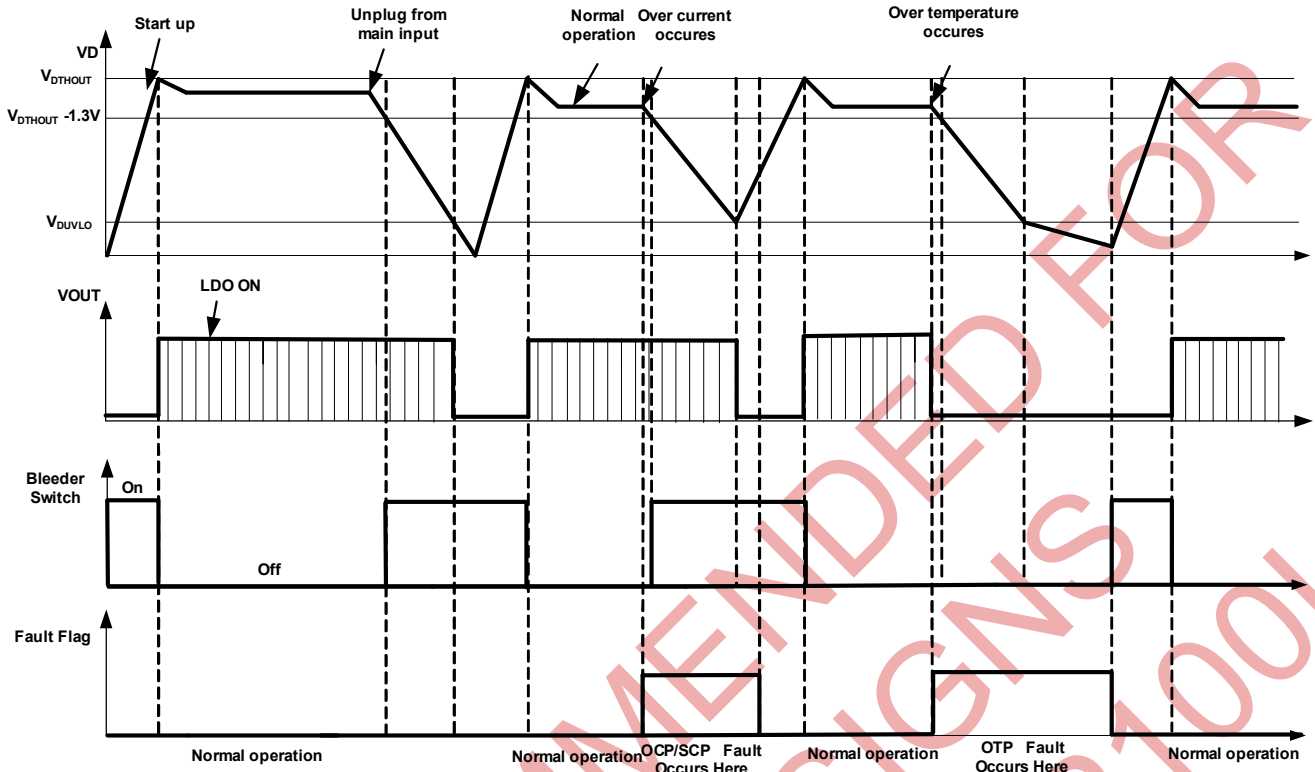 Start up
Unplug from
main input
Normal
operation
Over current
occures
Over temperature
occures
VD
VDTHOUT
VDTHOUT -1.3V
VDUVLO
VOUT
LDO ON
Bleeder
Switch
On
Off
Fault Flag
Normal operation
Normal operation
OCP/SCP Fault
Occurs Here
Normal operation
OTP Fault
Occurs Here
Normal operation
MMENDED FOR
SIGNS